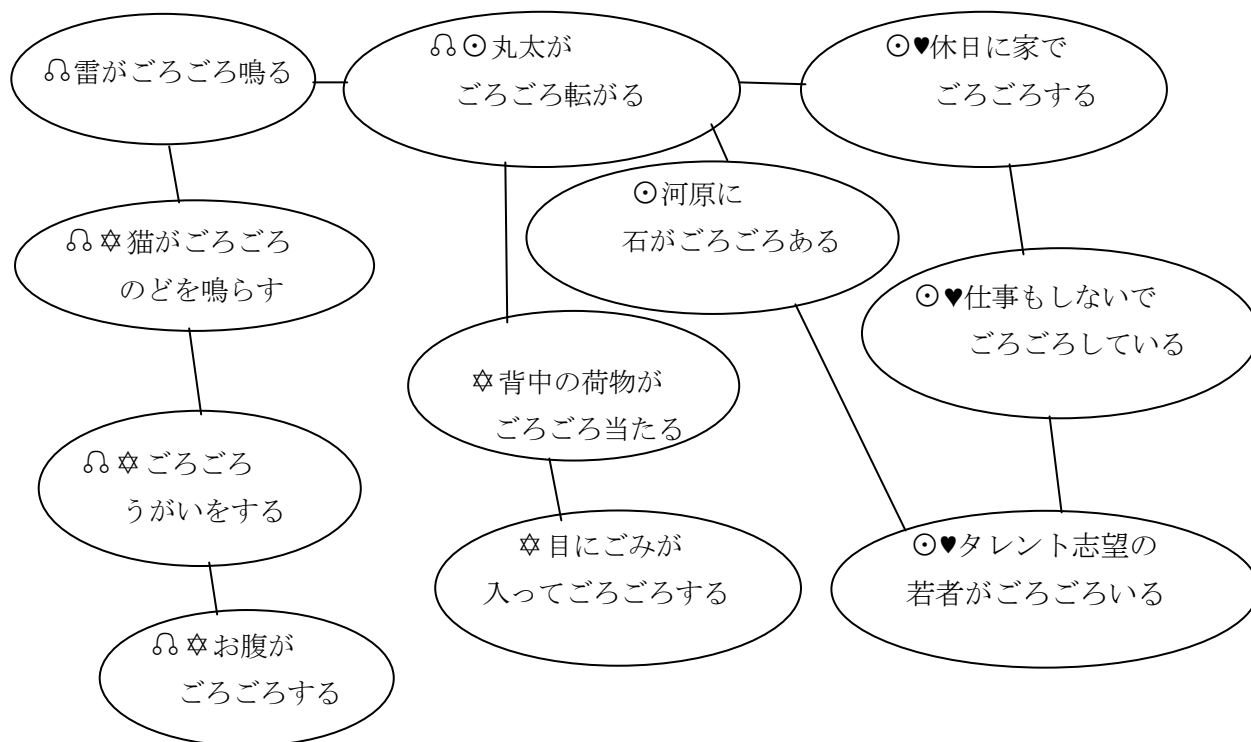 ☊雷がごろごろ鳴る
☊⊙丸太が
ごろごろ転がる
⊙♥休日に家で
ごろごろする
☊✡猫がごろごろ
のどを鳴らす
⊙河原に
石がごろごろある
⊙♥仕事もしないで
ごろごろしている
✡背中の荷物が
ごろごろ当たる
☊✡ごろごろ
うがいをする
✡目にごみが
入ってごろごろする
⊙♥タレント志望の
若者がごろごろいる
☊✡お腹が
ごろごろする